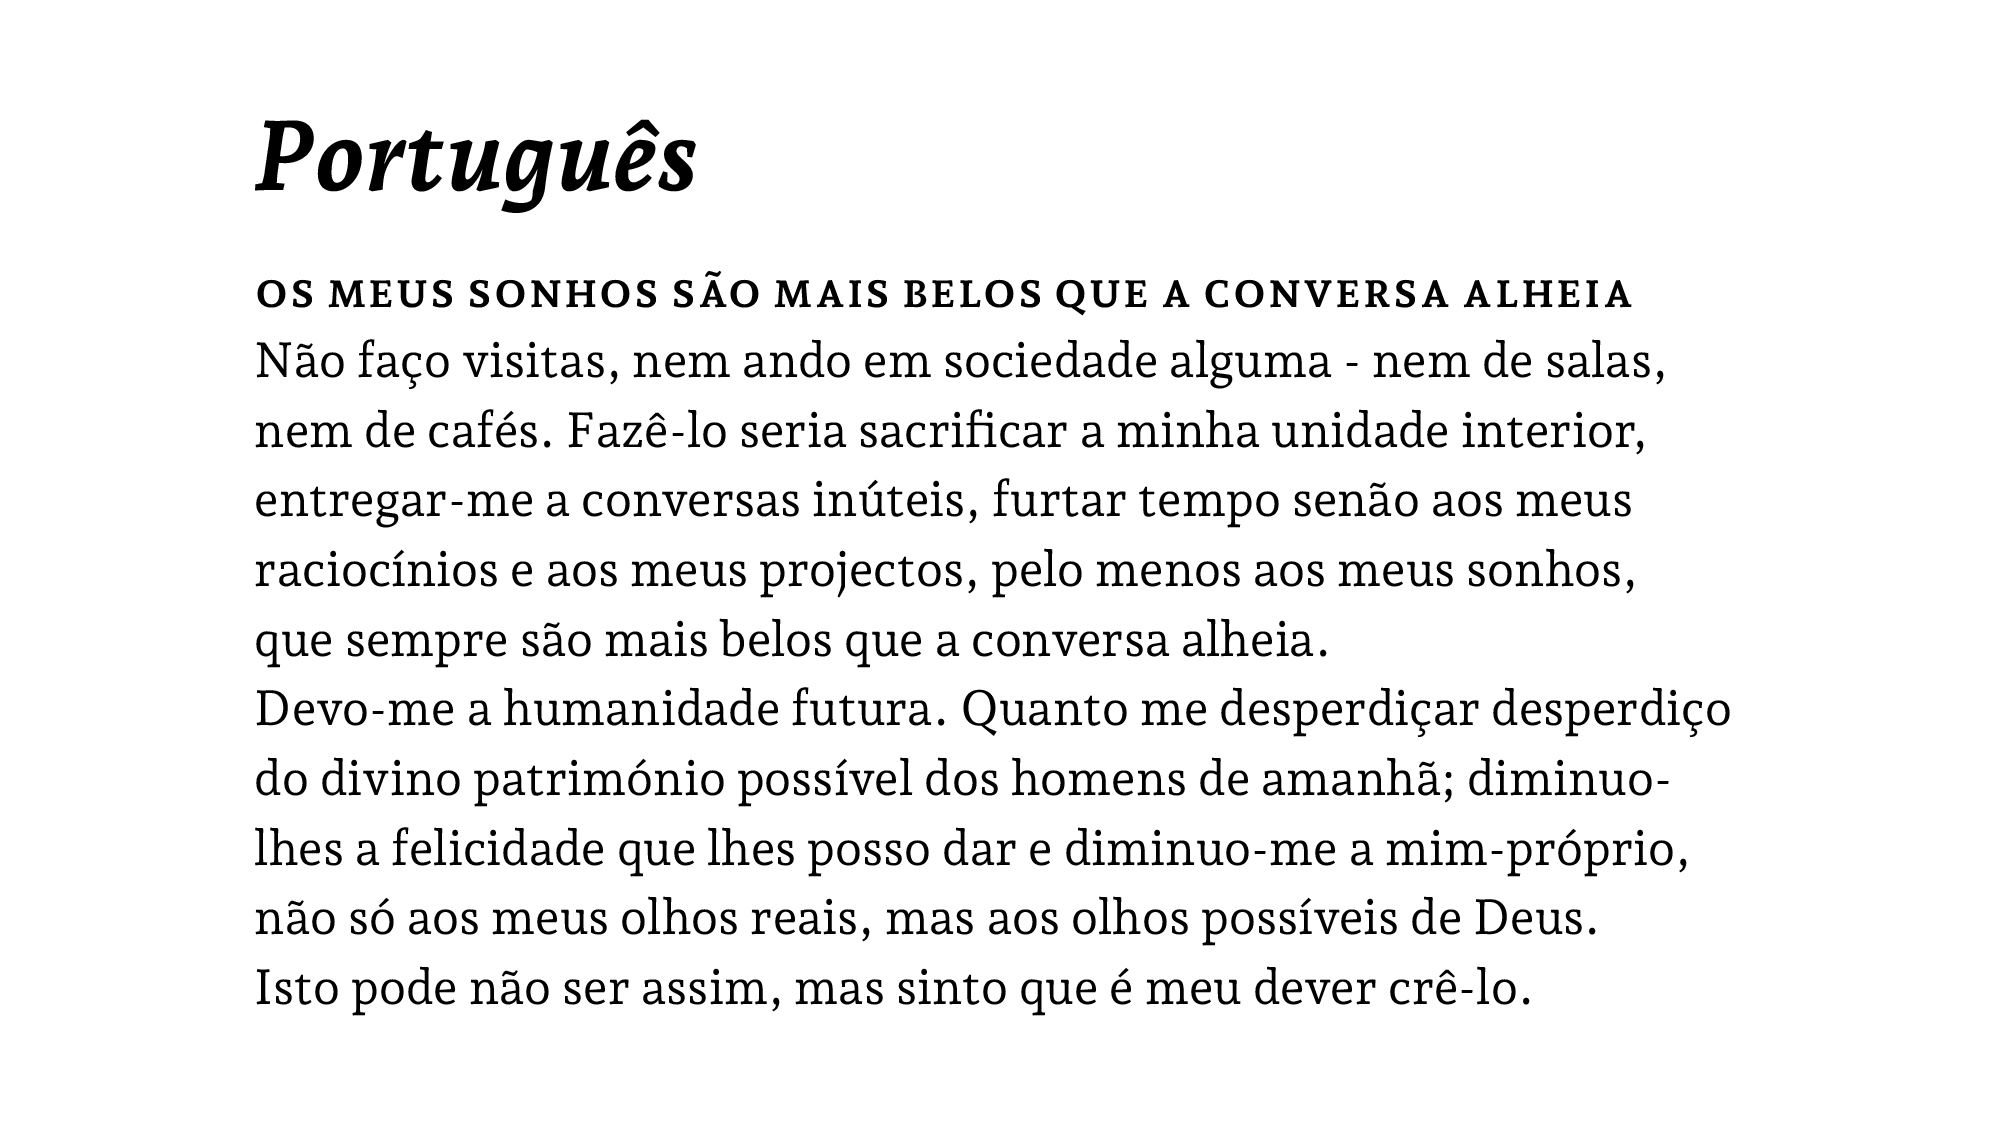 Português
OS MEUS SONHOS SÃO MAIS BELOS QUE A CONVERSA ALHEIA
Não faço visitas, nem ando em sociedade alguma - nem de salas,
nem de cafés. Fazê-lo seria sacrificar a minha unidade interior,
entregar-me a conversas inúteis, furtar tempo senão aos meus
raciocínios e aos meus projectos, pelo menos aos meus sonhos,
que sempre são mais belos que a conversa alheia.
Devo-me a humanidade futura. Quanto me desperdiçar desperdiço
do divino património possível dos homens de amanhã; diminuo-
lhes a felicidade que lhes posso dar e diminuo-me a mim-próprio,
não só aos meus olhos reais, mas aos olhos possíveis de Deus.
Isto pode não ser assim, mas sinto que é meu dever crê-lo.